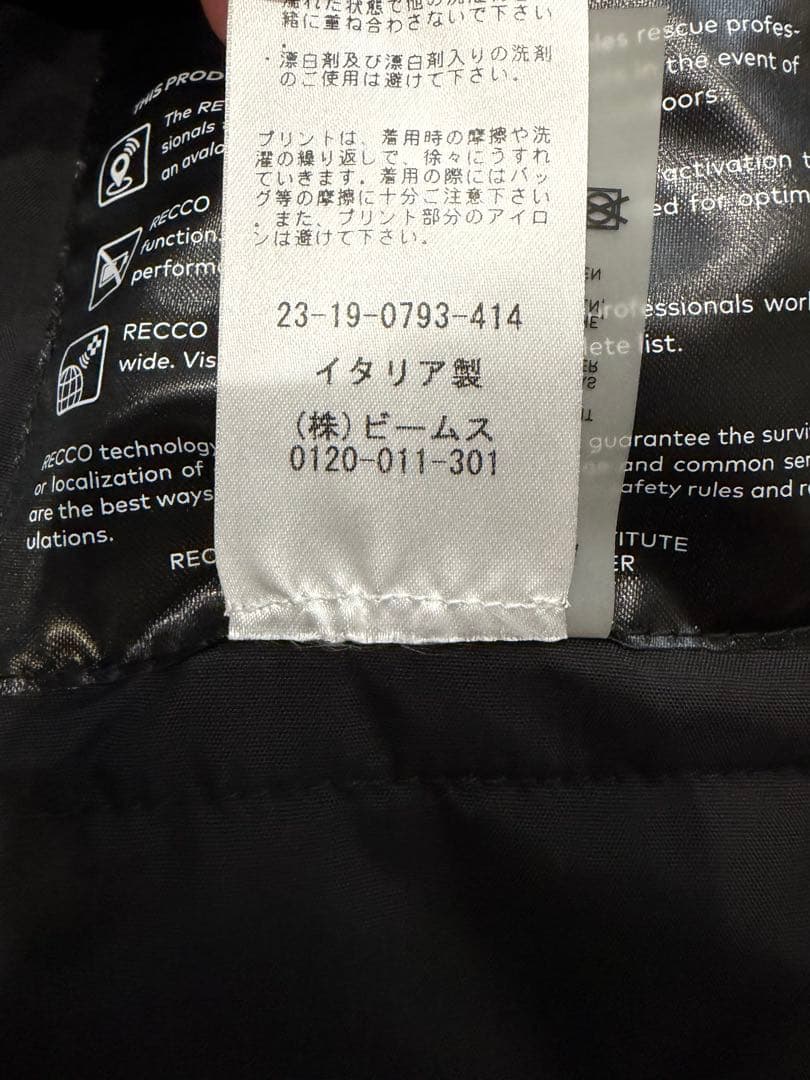 緒に重ね合わさないで下さい
・漂白剤及び漂白剤入りの洗剤
のご使用は避けて下さい。
プリントは、着用時の摩擦や洗
濯の繰り返しで、徐々にうすれ
ていきます。着用の際にはバッ
グ等の摩擦に十分ご注意下さい
。また、プリント部分のアイロ
ンは避けて下さい。
23-19-0793-414
イタリア製
(株)ビームス
0120-011-301
THIS PROD
The RE
sionals
an avala
RECCO
function
performa
RECCO
wide. Vis
RECCO technology
or localization of
are the best ways
ulations.
REC
les rescue profes-
in the event of
oors.
activation t
ed for optim
rofessionals worl
ete list.
guarantee the survi
and common sen
afety rules and re
TITUTE
ER